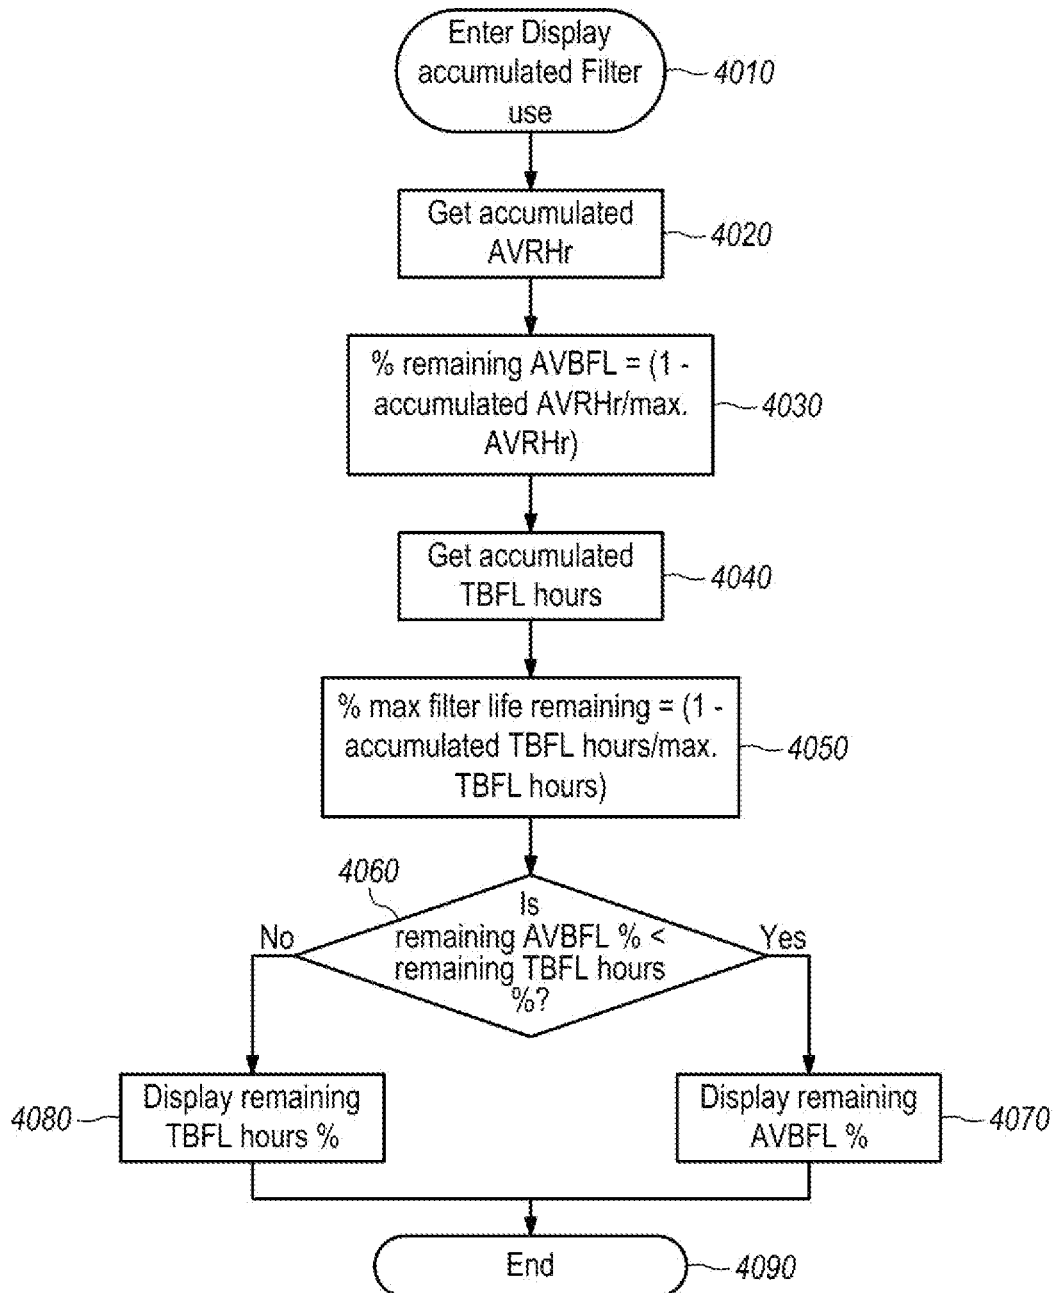 Enter Display
accumulated Filter
use
4010
Get accumulated
AVRHr
4020
% remaining AVBFL = (1 -
accumulated AVRHr/max.
AVRHr)
4030
Get accumulated
TBFL hours
4040
% max filter life remaining = (1 -
accumulated TBFL hours/max.
TBFL hours)
4050
4060
Is
remaining AVBFL % <
remaining TBFL hours
%?
No
Yes
4080
Display remaining
TBFL hours %
Display remaining
AVBFL %
4070
End
4090